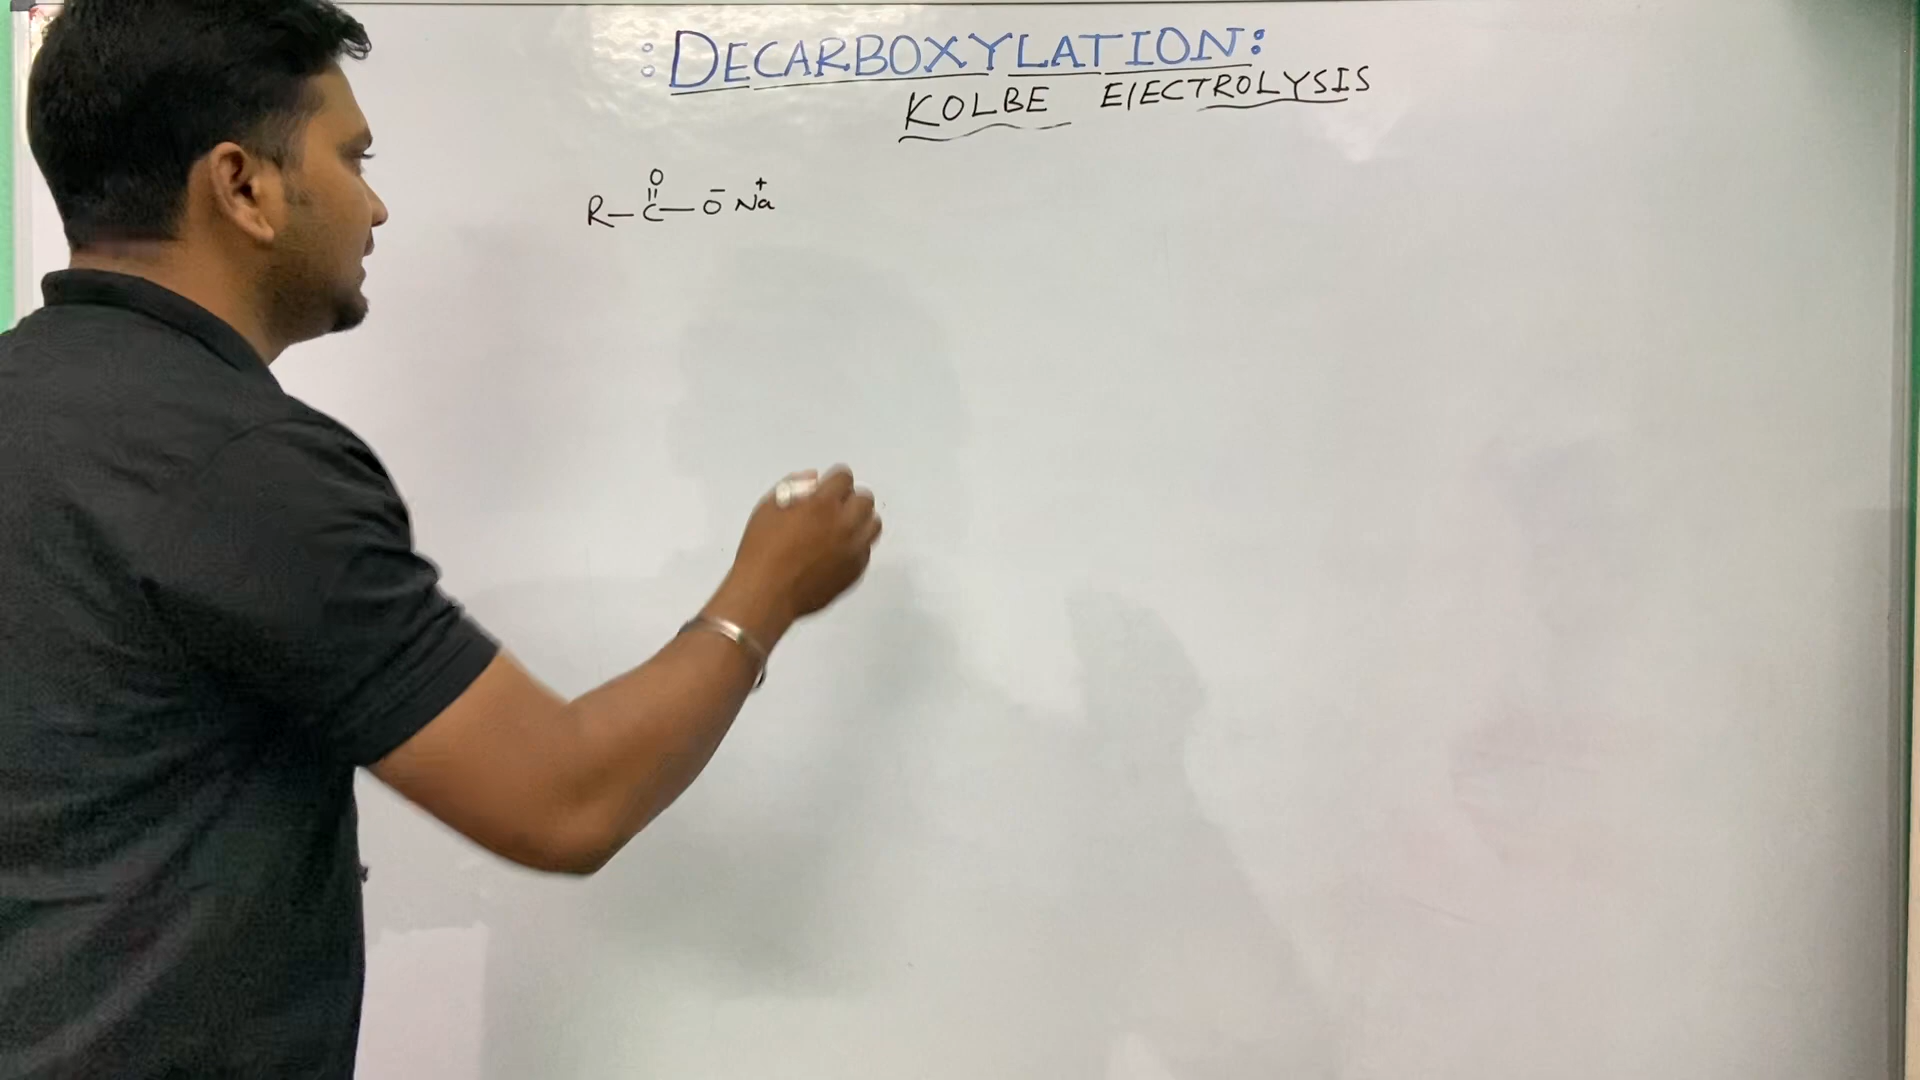 : DECARBOXYLATION:
KOLBE ElECTROLYSIS
O
R-C-O⁻ Na⁺